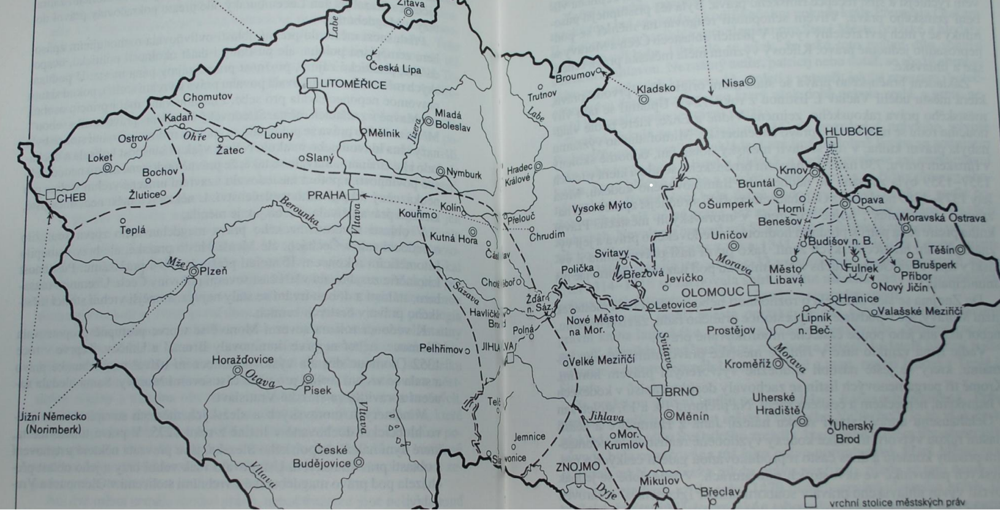 Žitava
Labe
Česká Lípa
LITOMĚŘICE
Chomutov
Kadaň
Ohře
Ostrov
Louny
Žatec
Mělník
Mladá
Boleslav
Jizera
Loket
Bochov
Slaný
Nymburk
CHEB
Žlutice
PRAHA
Teplá
Berounka
Vltava
Kouřim
Kolín
Kutná Hora
Mže
Plzeň
Sázava
Pelhřimov
Horažďovice
Otava
Písek
Vltava
Jižní Německo
(Norimberk)
České
Budějovice
Vltava
Broumov
Trutnov
Labe
Kladsko
Nisa
HLUBČICE
Hradec
Králové
Přelouč
Chrudim
Vysoké Mýto
Krnov
Bruntál
Šumperk
Horní
Benešov
Opava
Moravská Ostrava
Uničov
Budišov n. B.
Těšín
Svitavy
Morava
Město
Libavá
Fulnek
Brušperk
Příbor
Nový Jičín
Polička
Březová
Jevíčko
OLOMOUC
Letovice
Hranice
Žďár
n. Sáz.
Valašské Meziříčí
Nové Město
na Mor.
Lipník
n. Beč.
Prostějov
Polná
JIHLAVA
Velké Meziříčí
Svitava
Kroměříž
Morava
BRNO
Uherské
Hradiště
Měnín
Jihlava
Mor.
Krumlov
Uherský
Brod
Jemnice
Slavonice
ZNOJMO
Dyje
Mikulov
Břeclav
vrchní stolice městských práv